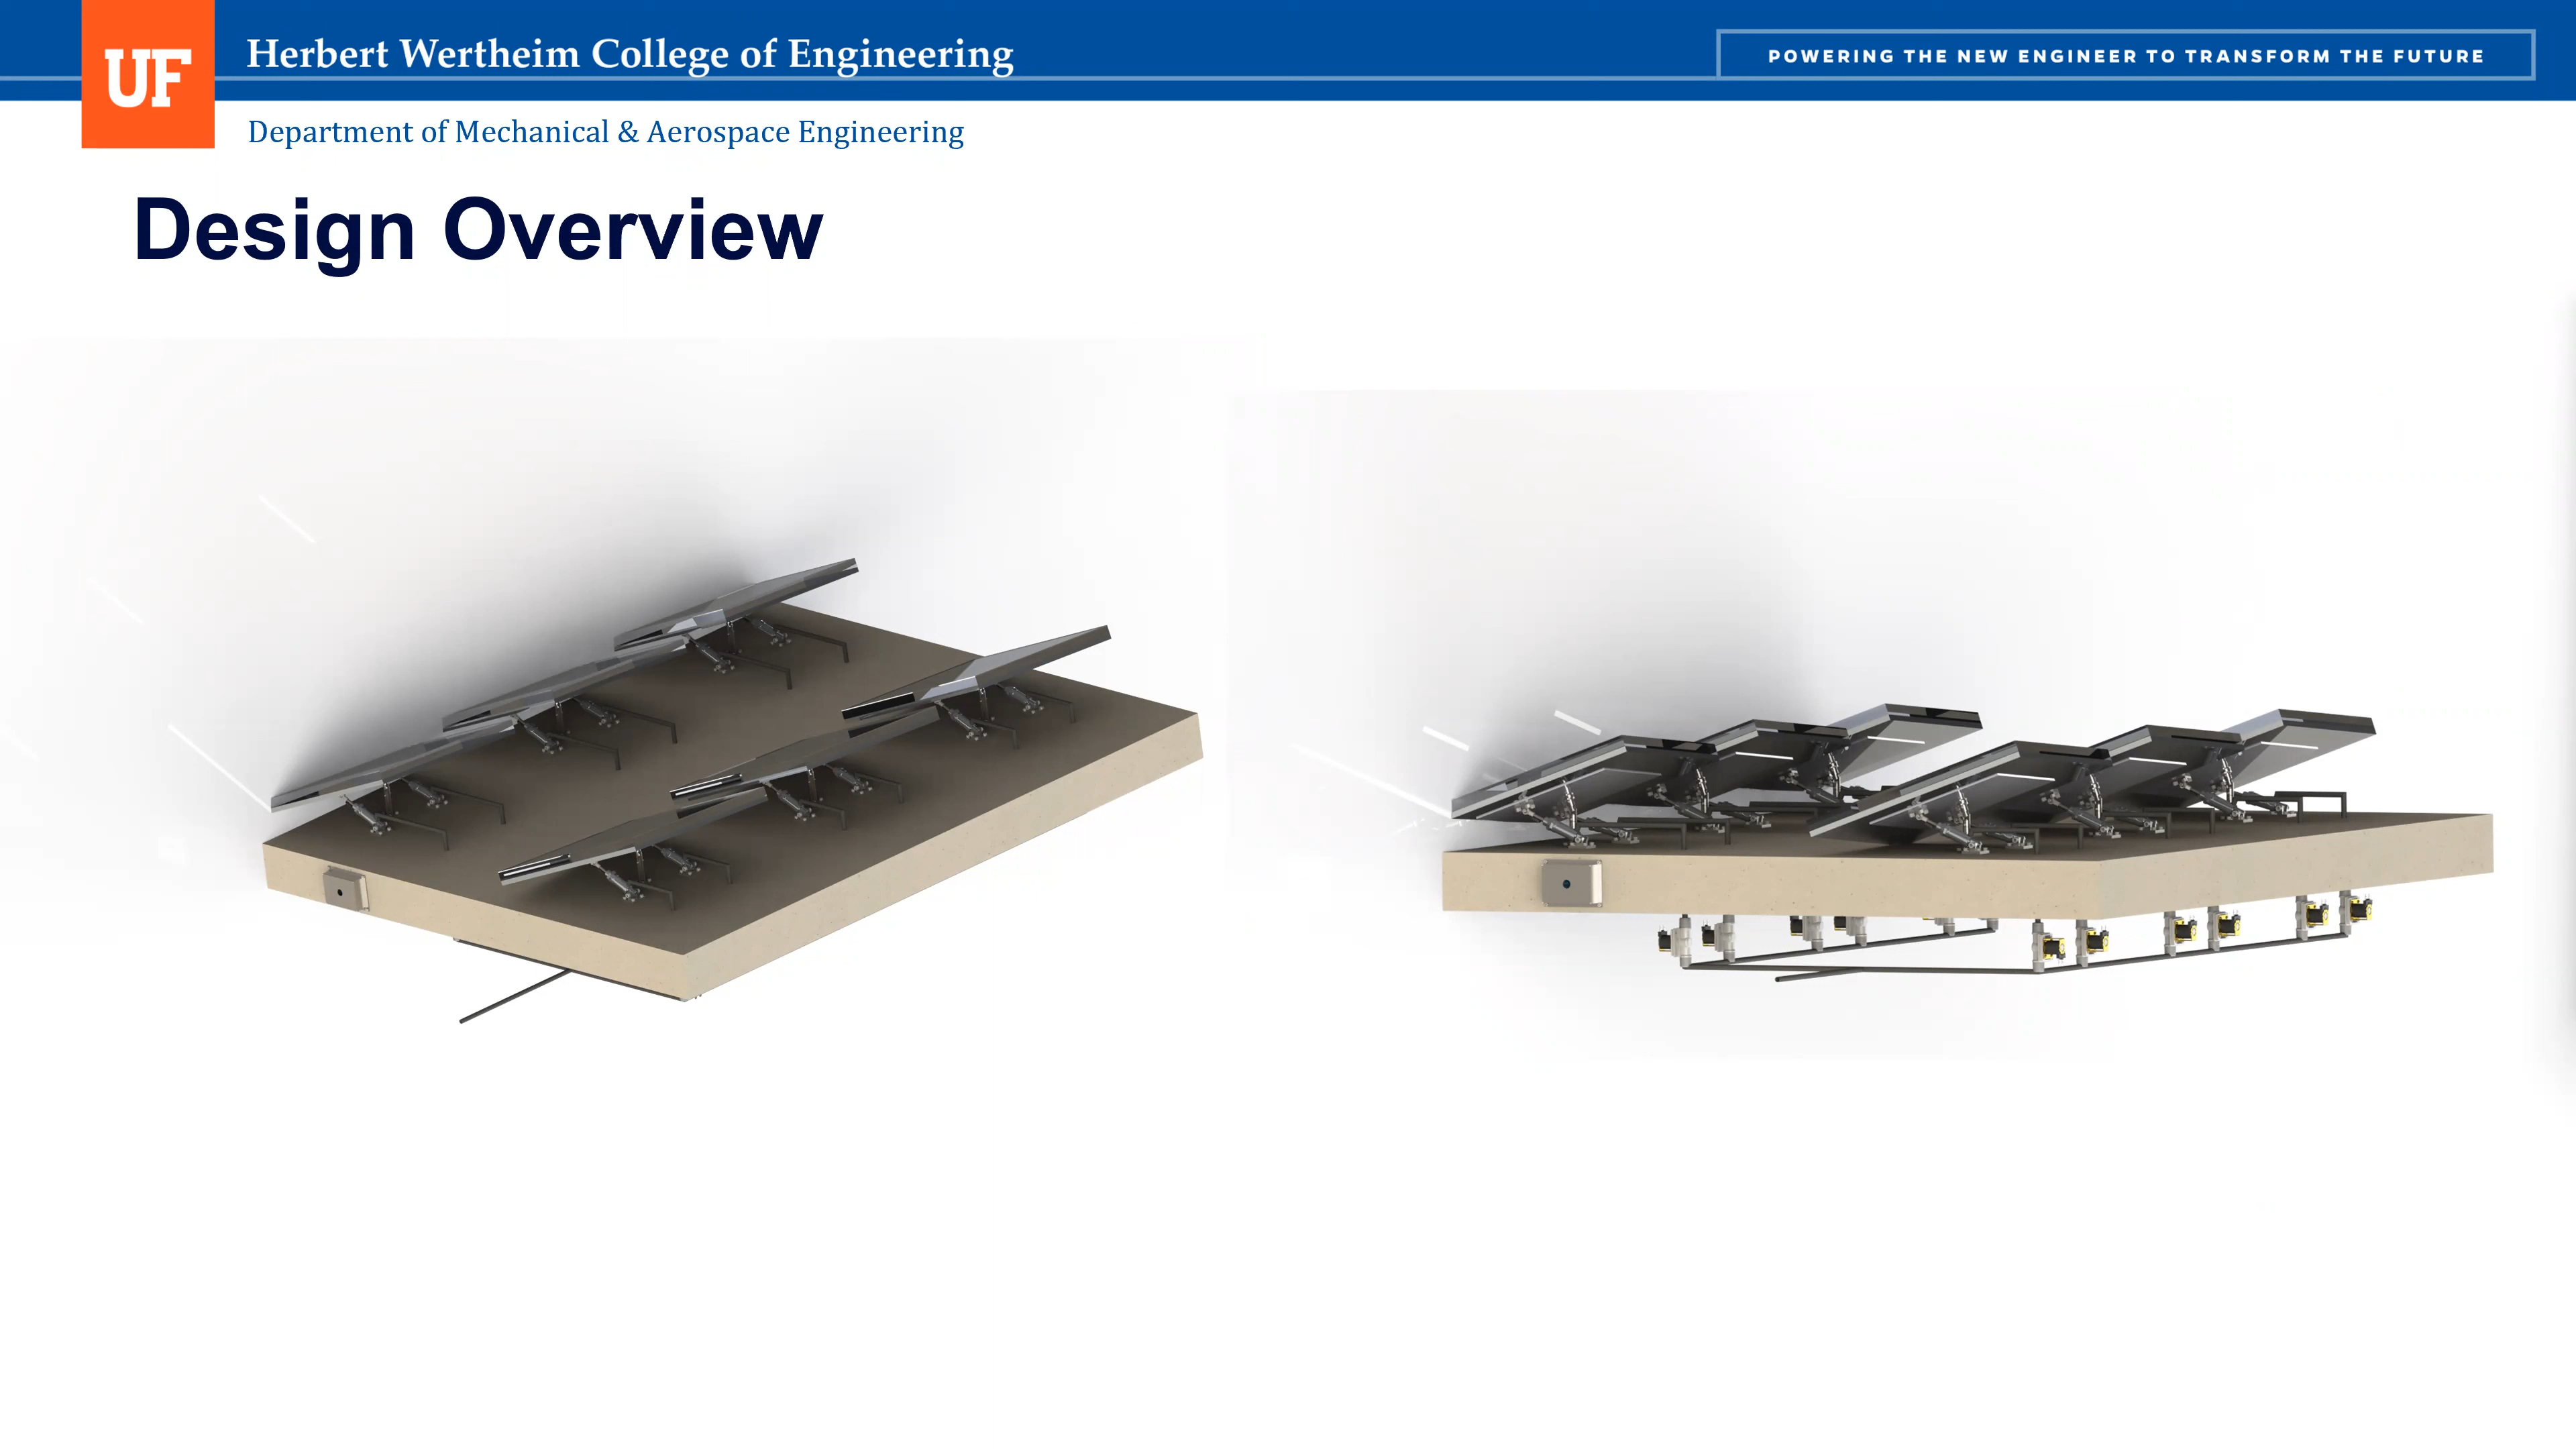 UF
Herbert Wertheim College of Engineering
POWERING THE NEW ENGINEER TO TRANSFORM THE FUTURE
Department of Mechanical & Aerospace Engineering
Design Overview